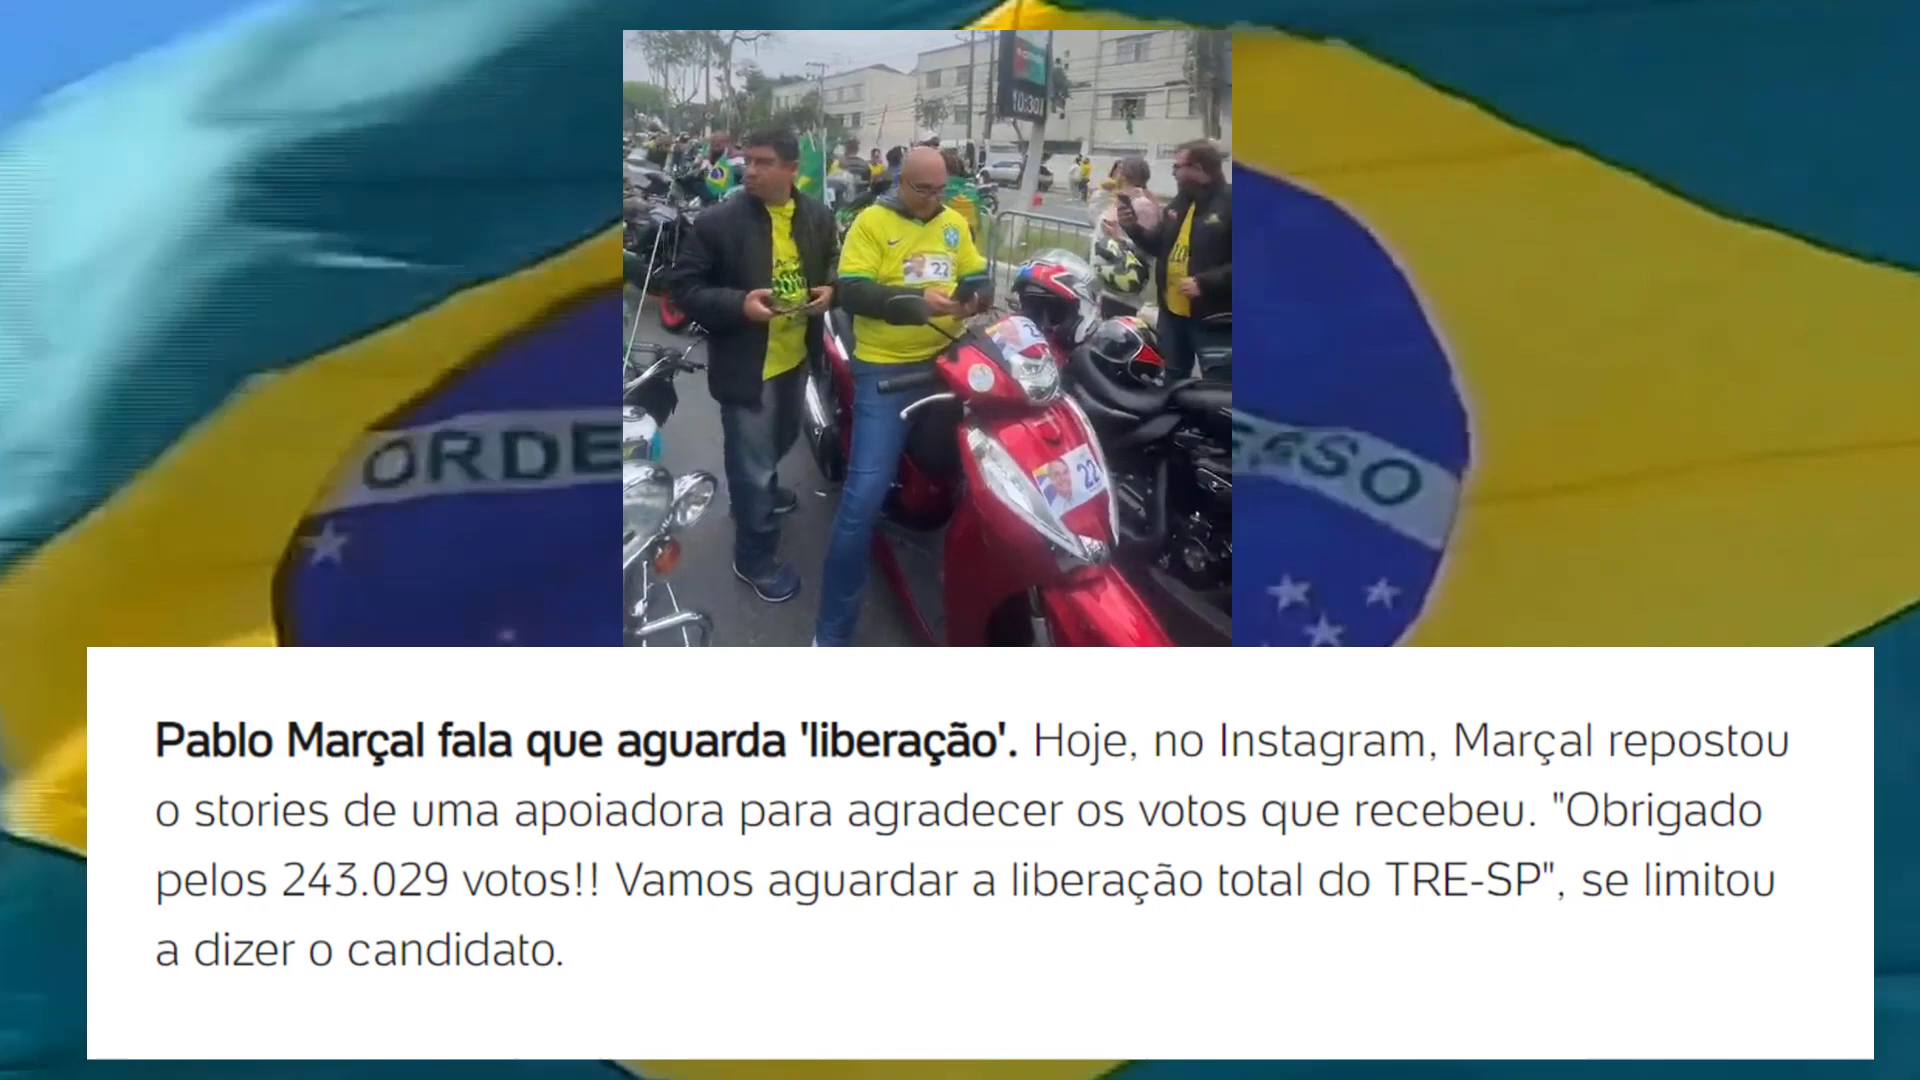 10:30
22
22
ORDE
ESSO
Pablo Marçal fala que aguarda 'liberação'. Hoje, no Instagram, Marçal repostou
o stories de uma apoiadora para agradecer os votos que recebeu. "Obrigado
pelos 243.029 votos!! Vamos aguardar a liberação total do TRE-SP", se limitou
a dizer o candidato.